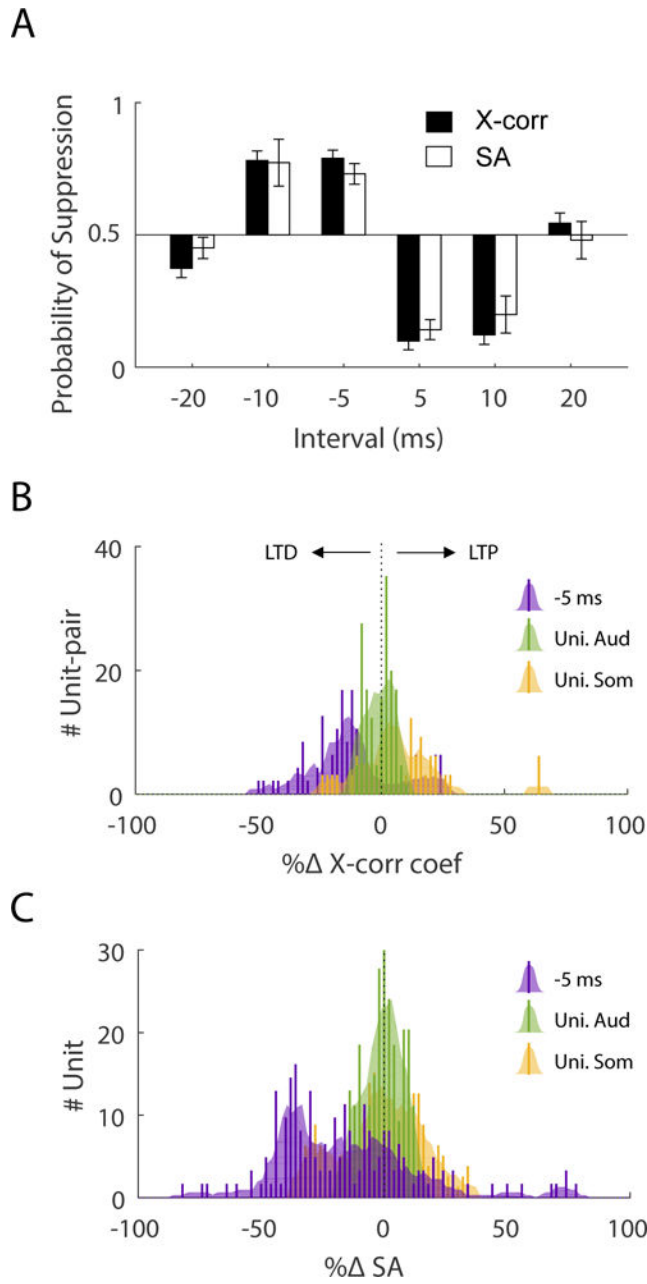 A
Probability of Suppression
1
0.5
0
X-corr
SA
-20 -10 -5 5 10 20
Interval (ms)
B
# Unit-pair
40
20
0
LTD LTP
-5 ms
Uni. Aud
Uni. Som
-100 -50 0 50 100
%Δ X-corr coef
C
# Unit
30
20
10
0
-5 ms
Uni. Aud
Uni. Som
-100 -50 0 50 100
%Δ SA